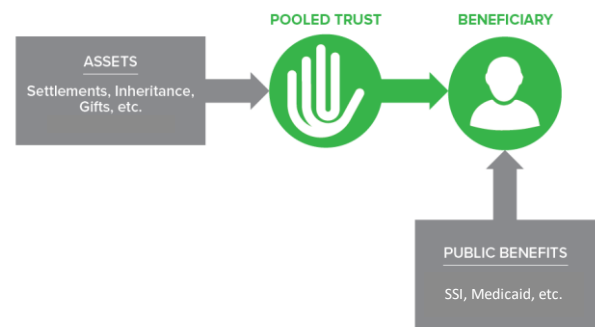 POOLED TRUST
BENEFICIARY
ASSETS
Settlements, Inheritance,
Gifts, etc.
PUBLIC BENEFITS
SSI, Medicaid, etc.